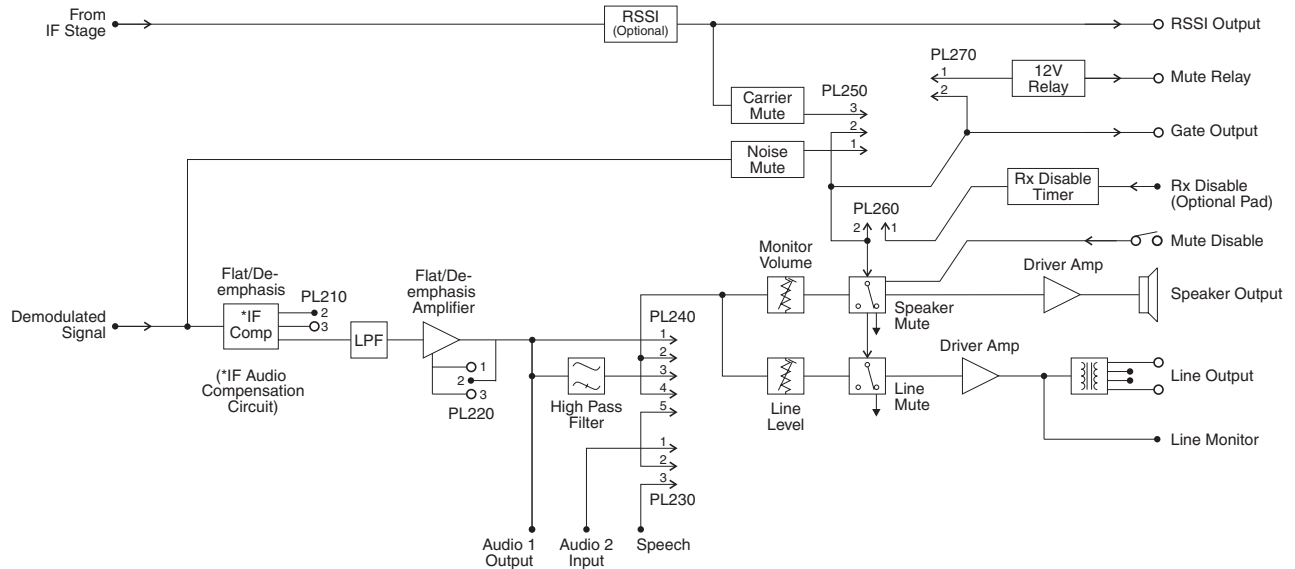 From
IF Stage
RSSI
(Optional)
RSSI Output
PL270
1
2
12V
Relay
Mute Relay
Carrier
Mute
PL250
3
2
1
Gate Output
Noise
Mute
Rx Disable
Timer
Rx Disable
(Optional Pad)
PL260
2
1
Mute Disable
Monitor
Volume
Driver Amp
Speaker
Mute
Speaker Output
Flat/De-
emphasis
*IF
Comp
PL210
2
3
Flat/De-
emphasis
Amplifier
Demodulated
Signal
LPF
(*IF Audio
Compensation
Circuit)
1
2
3
PL220
High Pass
Filter
PL240
1
2
3
4
5
1
2
3
PL230
Line
Level
Line
Mute
Driver Amp
Line Output
Line Monitor
Audio 1
Output
Audio 2
Input
Speech